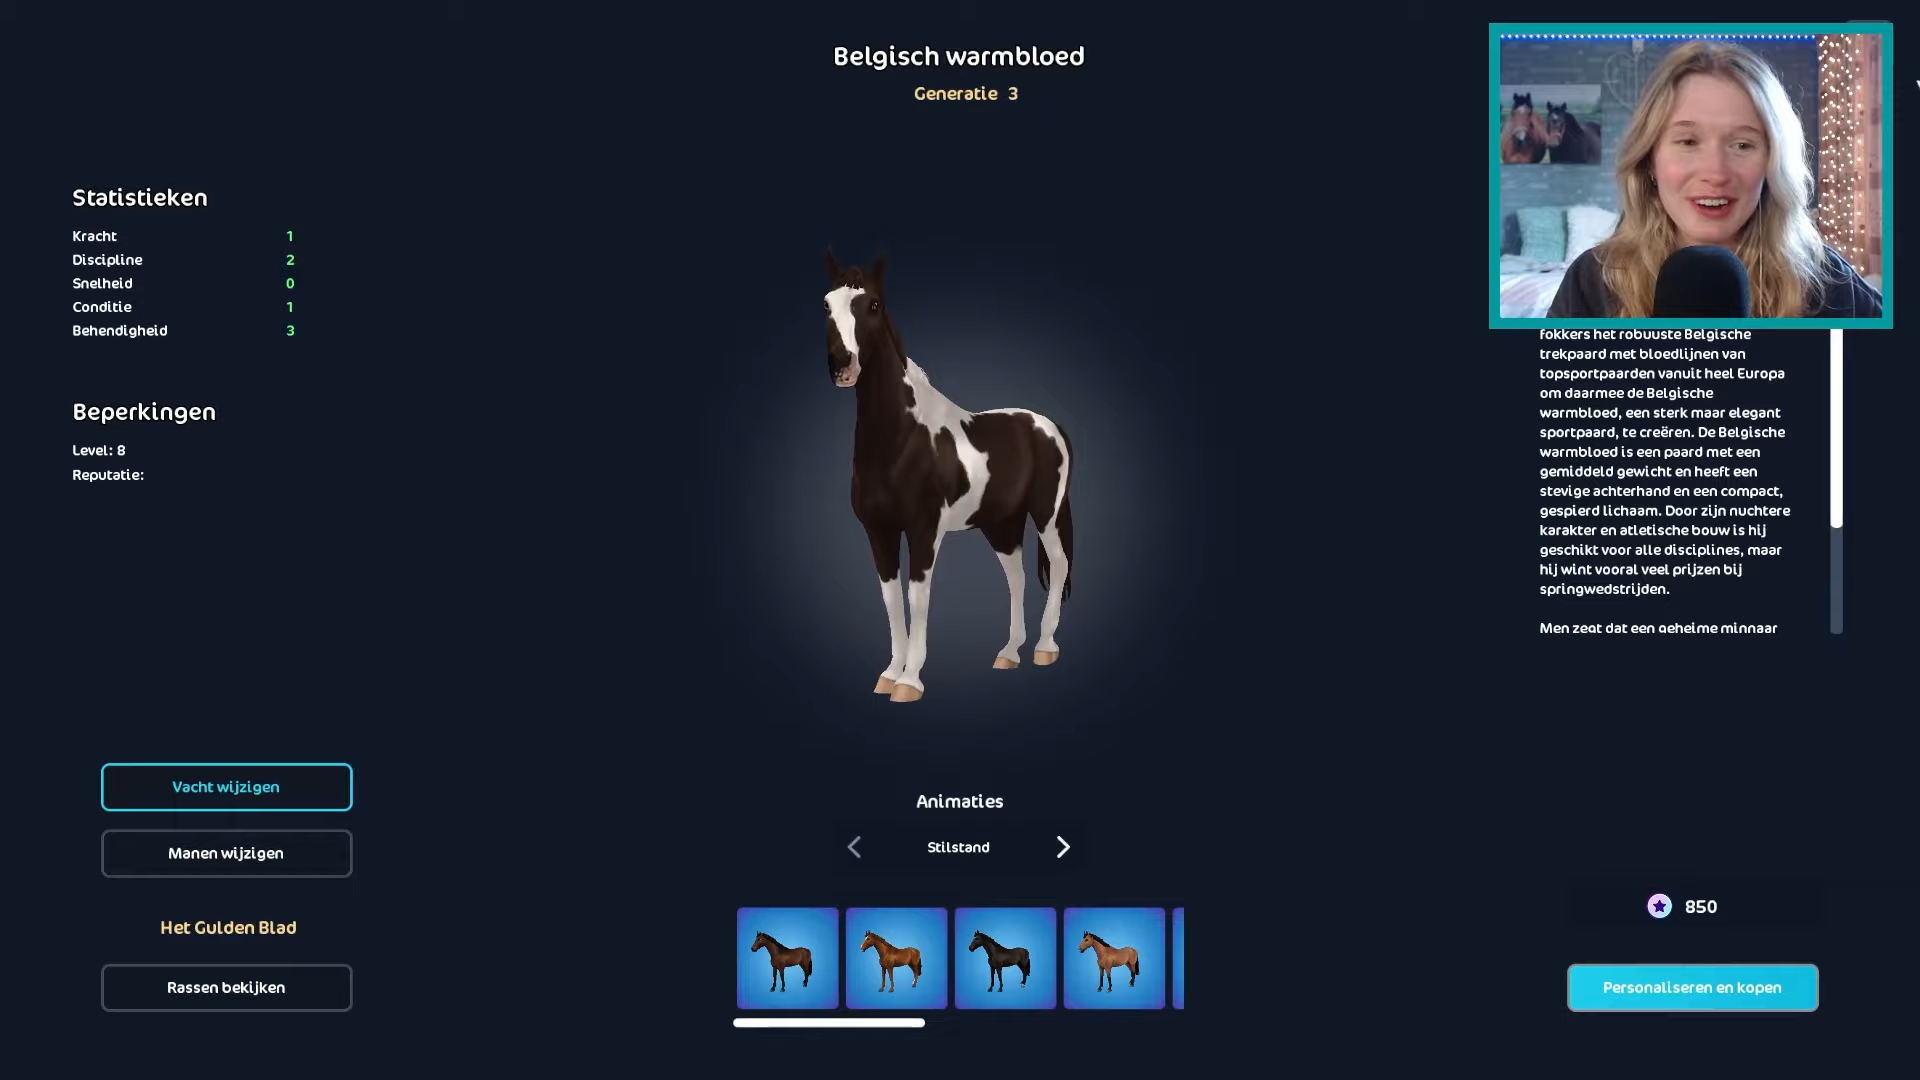 Belgisch warmbloed
Generatie 3
Statistieken
Kracht 1
Discipline 2
Snelheid 0
Conditie 1
Behendigheid 3
Beperkingen
Level: 8
Reputatie:
Vacht wijzigen
Manen wijzigen
Het Gulden Blad
Rassen bekijken
Animaties
Stilstand
fokkers het robuuste Belgische
trekpaard met bloedlijnen van
topsportpaarden vanuit heel Europa
om daarmee de Belgische
warmbloed, een sterk maar elegant
sportpaard, te creëren. De Belgische
warmbloed is een paard met een
gemiddeld gewicht en heeft een
stevige achterhand en een compact,
gespierd lichaam. Door zijn nuchtere
karakter en atletische bouw is hij
geschikt voor alle disciplines, maar
hij wint vooral veel prijzen bij
springwedstrijden.
Men zegt dat een geheime minnaar
850
Personaliseren en kopen